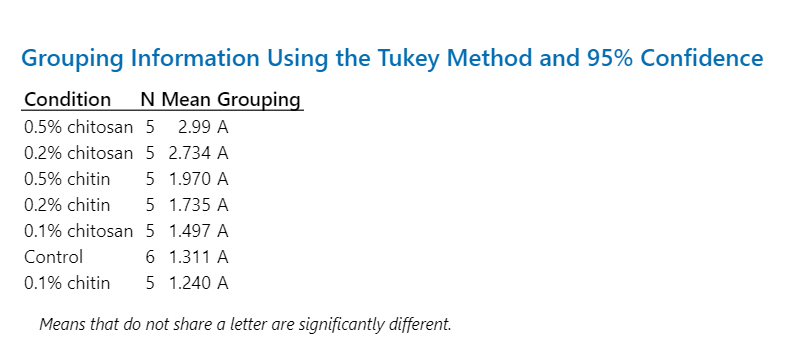 Grouping Information Using the Tukey Method and 95% Confidence
Condition N Mean Grouping
0.5% chitosan 5 2.99 A
0.2% chitosan 5 2.734 A
0.5% chitin 5 1.970 A
0.2% chitin 5 1.735 A
0.1% chitosan 5 1.497 A
Control 6 1.311 A
0.1% chitin 5 1.240 A
Means that do not share a letter are significantly different.